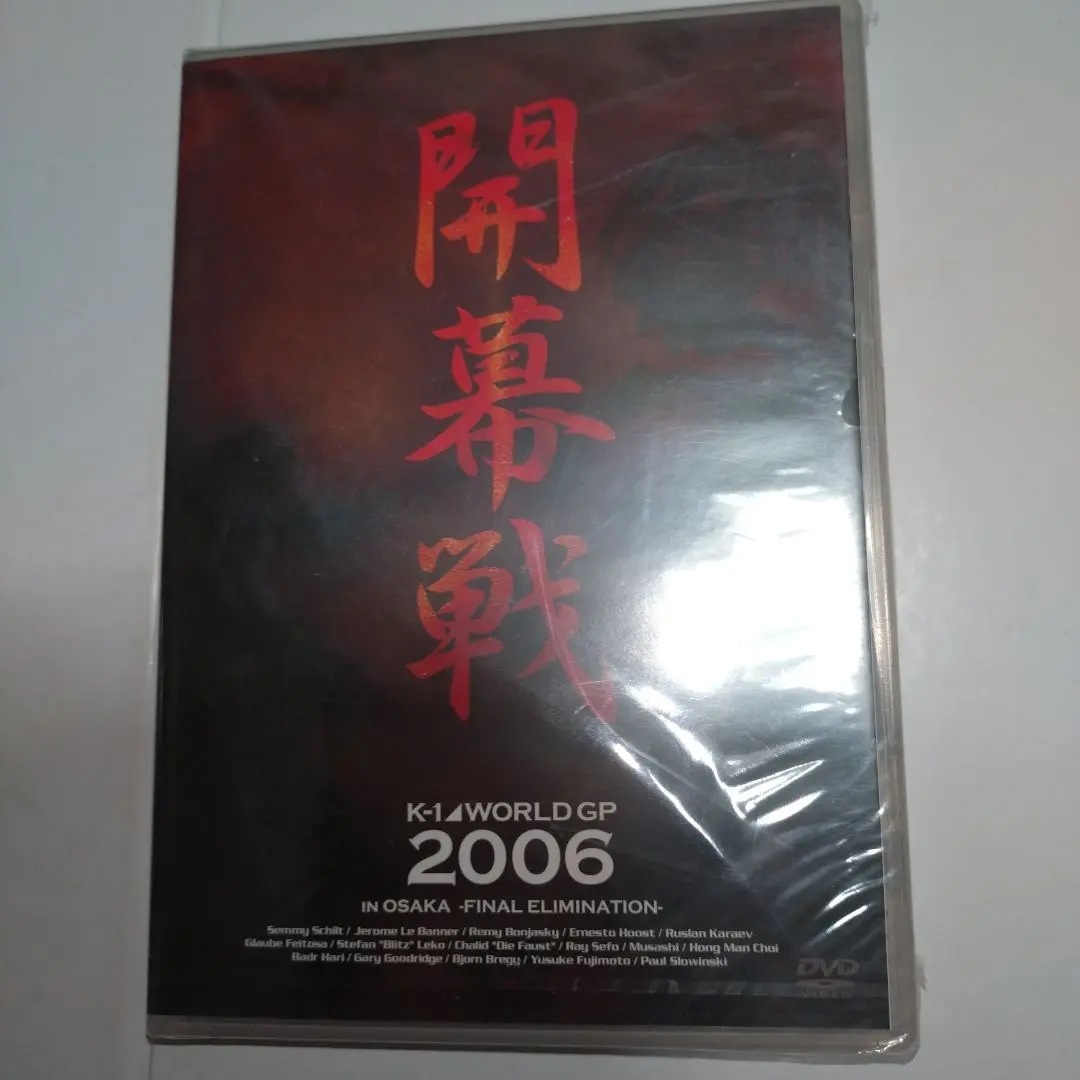 開幕戦
K-1 WORLD GP
2006
IN OSAKA -FINAL ELIMINATION-
Semmy Schilt / Jerome Le Banner / Remy Bonjasky / Ernesto Hoost / Ruslan Karaev
Glaube Feitosa / Stefan "Blitz" Leko / Chalid "Die Faust" / Ray Sefo / Musashi / Hong Man Choi
Badr Hari / Gary Goodridge / Bjorn Bregy / Yusuke Fujimoto / Paul Slowinski
DVD
VIDEO